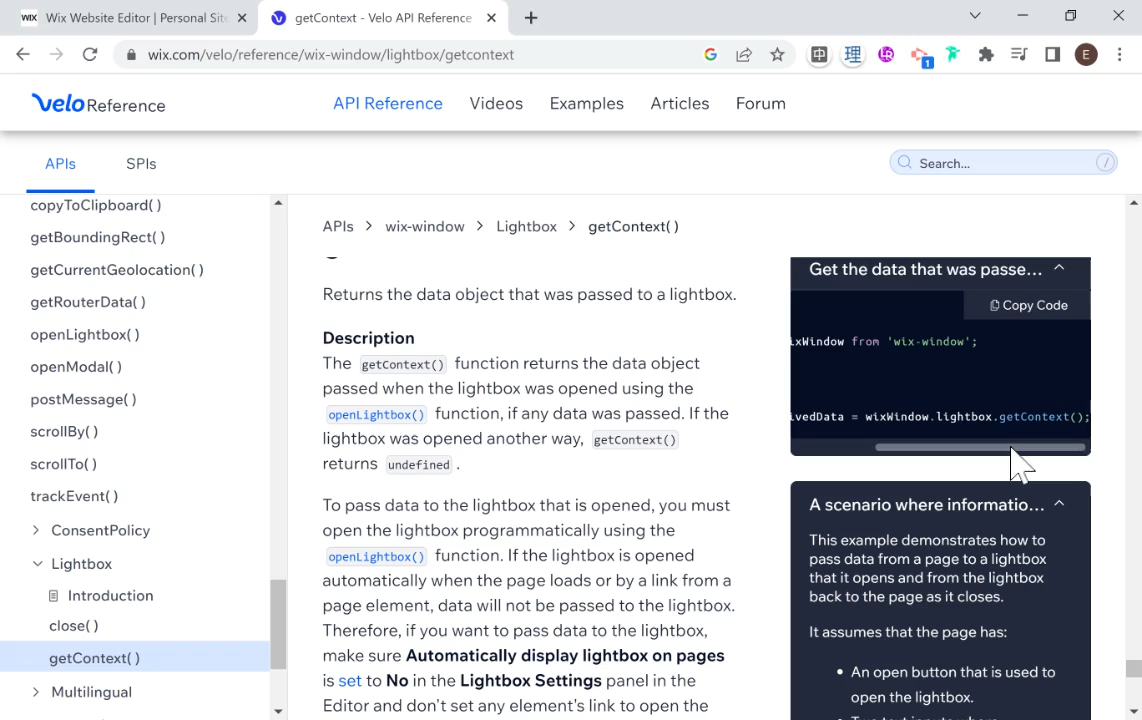 WIX Wix Website Editor | Personal Sit
getContext - Velo API Reference
wix.com/velo/reference/wix-window/lightbox/getcontext
G 中 理 LR 1 E
Velo Reference
API Reference Videos Examples Articles Forum
APIs SPIs
Search... /
copyToClipboard( )
getBoundingRect( )
getCurrentGeolocation( )
getRouterData( )
openLightbox( )
openModal( )
postMessage( )
scrollBy( )
scrollTo( )
trackEvent( )
ConsentPolicy
Lightbox
Introduction
close( )
getContext( )
Multilingual
APIs > wix-window > Lightbox > getContext( )
Returns the data object that was passed to a lightbox.
Description
The getContext() function returns the data object
passed when the lightbox was opened using the
openLightbox() function, if any data was passed. If the
lightbox was opened another way, getContext()
returns undefined .
To pass data to the lightbox that is opened, you must
open the lightbox programmatically using the
openLightbox() function. If the lightbox is opened
automatically when the page loads or by a link from a
page element, data will not be passed to the lightbox.
Therefore, if you want to pass data to the lightbox,
make sure Automatically display lightbox on pages
is set to No in the Lightbox Settings panel in the
Editor and don't set any element's link to open the
Get the data that was passe...
Copy Code
ixWindow from 'wix-window';
ivedData = wixWindow.lightbox.getContext();
A scenario where informatio...
This example demonstrates how to
pass data from a page to a lightbox
that it opens and from the lightbox
back to the page as it closes.
It assumes that the page has:
• An open button that is used to
open the lightbox.